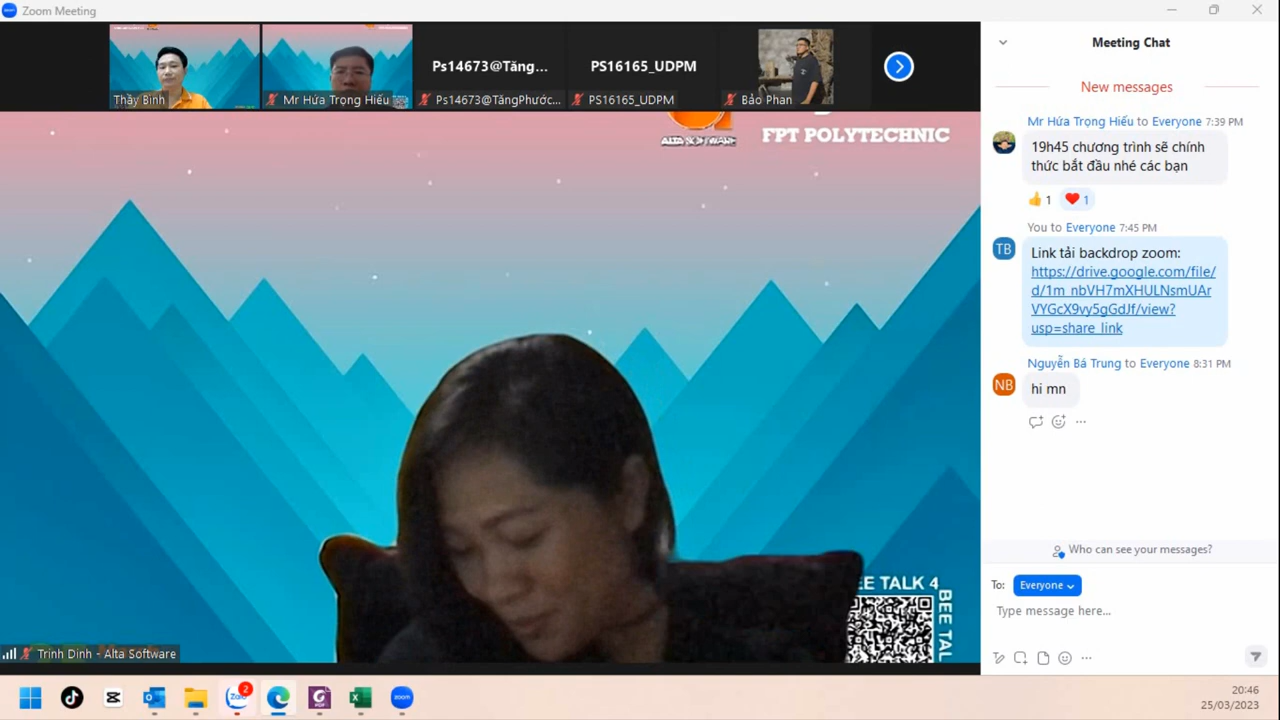 Zoom Meeting
Ps14673@Tăng...
PS16165_UDPM
Thầy Bình
Mr Hứa Trọng Hiếu
Ps14673@TăngPhước...
PS16165_UDPM
Bảo Phan
ALTA SOFTWARE
FPT POLYTECHNIC
EE TALK 4
BEE TAL
Trinh Dinh - Alta Software
Meeting Chat
New messages
Mr Hứa Trọng Hiếu to Everyone 7:39 PM
19h45 chương trình sẽ chính
thức bắt đầu nhé các bạn
👍 1 ❤️ 1
You to Everyone 7:45 PM
TB
Link tải backdrop zoom:
https://drive.google.com/file/
d/1m_nbVH7mXHULNsmUAr
VYGcX9vy5gGdJf/view?
usp=share_link
Nguyễn Bá Trung to Everyone 8:31 PM
NB
hi mn
Who can see your messages?
To: Everyone
Type message here...
Zalo
2
zoom
20:46
25/03/2023